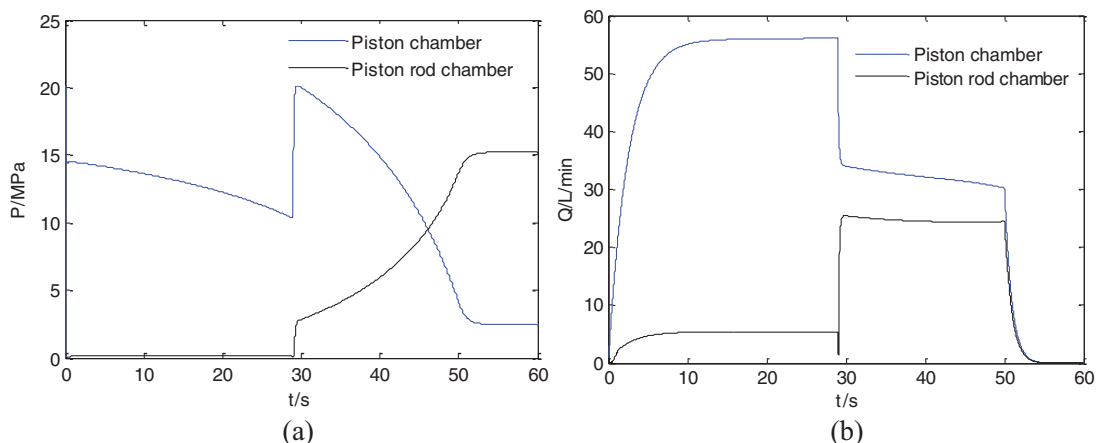 25
20
15
10
5
0
P/MPa
Piston chamber
Piston rod chamber
0 10 20 30 40 50 60
t/s
(a)
60
50
40
30
20
10
0
Q/L/min
Piston chamber
Piston rod chamber
0 10 20 30 40 50 60
t/s
(b)